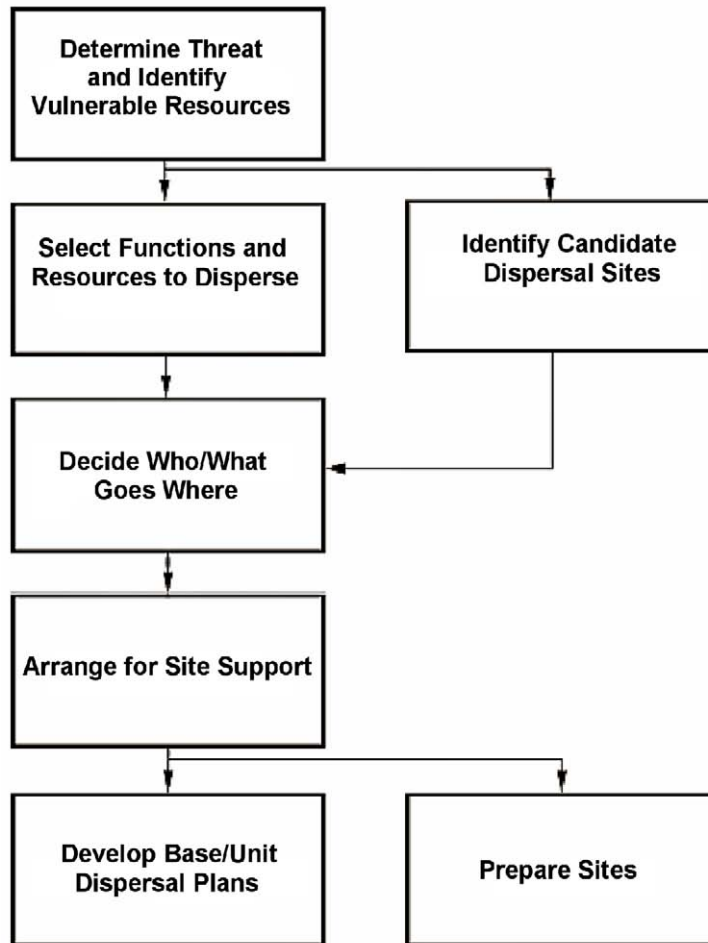 Determine Threat
and Identify
Vulnerable Resources
Select Functions and
Resources to Disperse
Identify Candidate
Dispersal Sites
Decide Who/What
Goes Where
Arrange for Site Support
Develop Base/Unit
Dispersal Plans
Prepare Sites